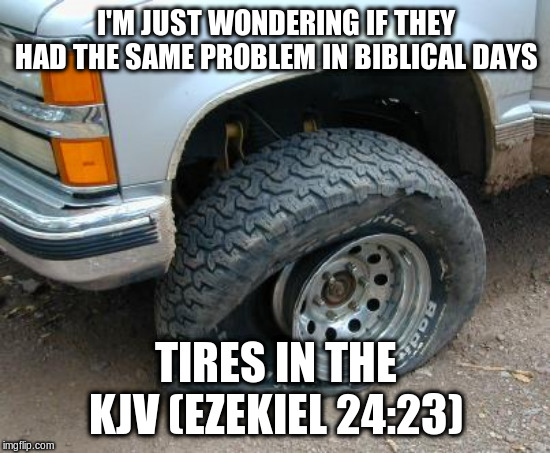 I'M JUST WONDERING IF THEY
HAD THE SAME PROBLEM IN BIBLICAL DAYS
TIRES IN THE
KJV (EZEKIEL 24:23)
imgflip.com